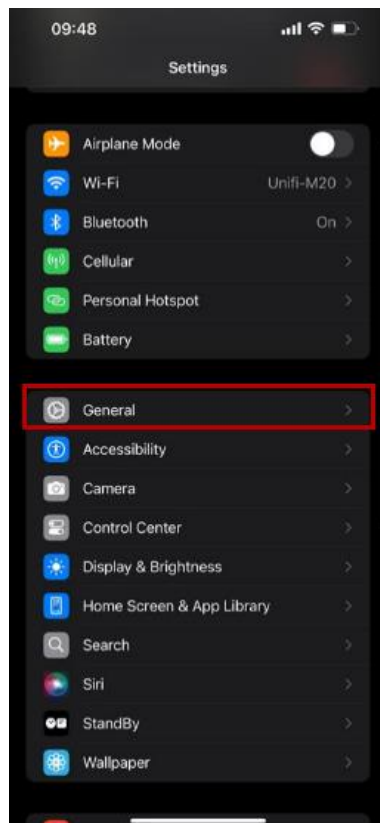 09:48
Settings
Airplane Mode
Wi-Fi Unifi-M20
Bluetooth On
Cellular
Personal Hotspot
Battery
General
Accessibility
Camera
Control Center
Display & Brightness
Home Screen & App Library
Search
Siri
StandBy
Wallpaper